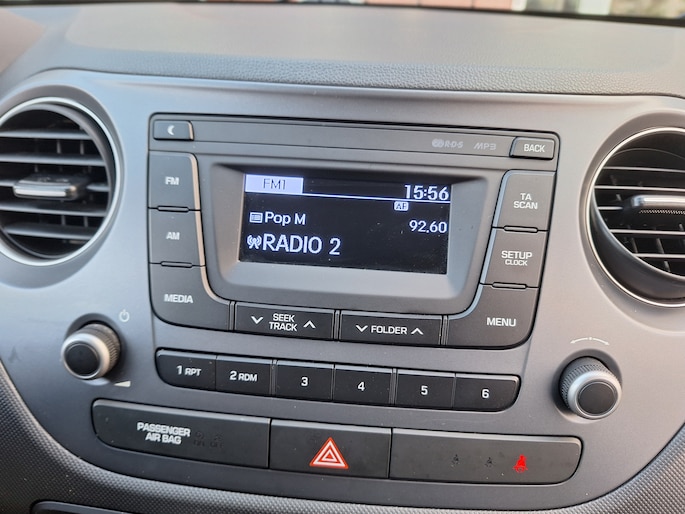 RDS MP3
BACK
FM
FM1 15:56
AF
TA
SCAN
Pop M 92,60
AM
RADIO 2
SETUP
CLOCK
MEDIA
SEEK
TRACK
FOLDER
MENU
1 RPT 2 RDM 3 4 5 6
PASSENGER
AIR BAG